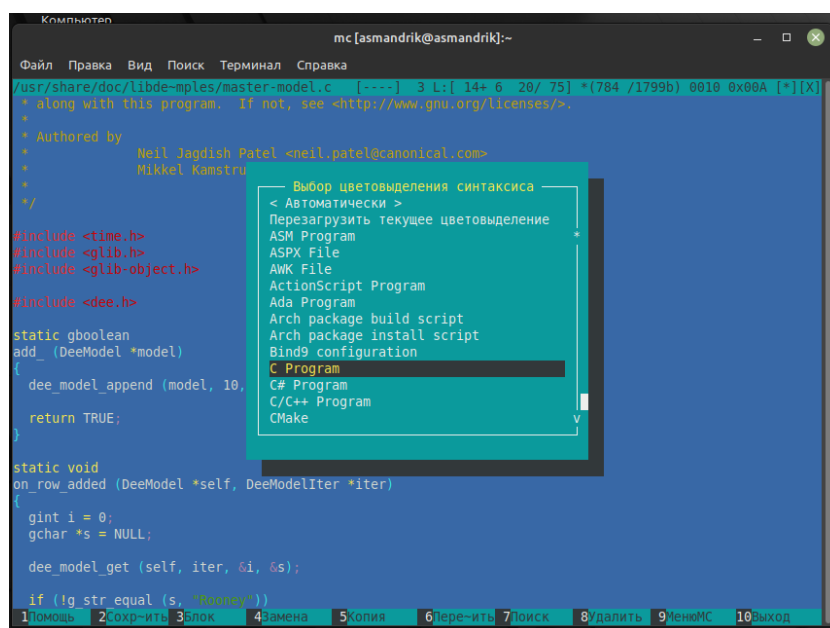 Компьютер
mc [asmandrik@asmandrik]:~
Файл Правка Вид Поиск Терминал Справка
/usr/share/doc/libde~mples/master-model.c [----] 3 L:[ 14+ 6 20/ 75] *(784 /1799b) 0010 0x00A [*][X]
* along with this program. If not, see <http://www.gnu.org/licenses/>.
*
* Authored by
* Neil Jagdish Patel <neil.patel@canonical.com>
* Mikkel Kamstru
*
*/
Выбор цветовыделения синтаксиса
< Автоматически >
Перезагрузить текущее цветовыделение
ASM Program *
ASPX File
AWK File
ActionScript Program
Ada Program
Arch package build script
Arch package install script
Bind9 configuration
C Program
C# Program
C/C++ Program
CMake v
#include <time.h>
#include <glib.h>
#include <glib-object.h>
#include <dee.h>
static gboolean
add_ (DeeModel *model)
{
dee_model_append (model, 10,
return TRUE;
}
static void
on_row_added (DeeModel *self, DeeModelIter *iter)
{
gint i = 0;
gchar *s = NULL;
dee_model_get (self, iter, &i, &s);
if (!g_str_equal (s, "Rooney"))
1Помощь 2Сохр~ить 3Блок 4Замена 5Копия 6Пере~ить 7Поиск 8Удалить 9МенюМС 10Выход